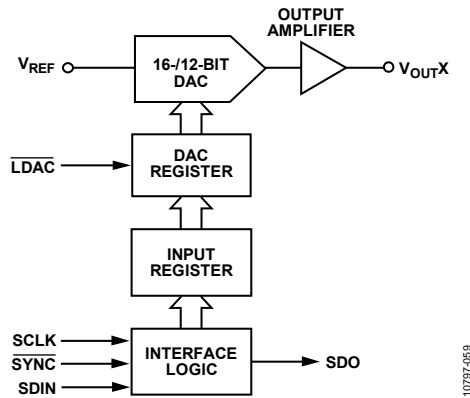 OUTPUT
AMPLIFIER
VREF
16-/12-BIT
DAC
VOUTX
LDAC
DAC
REGISTER
INPUT
REGISTER
SCLK
SYNC
SDIN
INTERFACE
LOGIC
SDO
10797-059